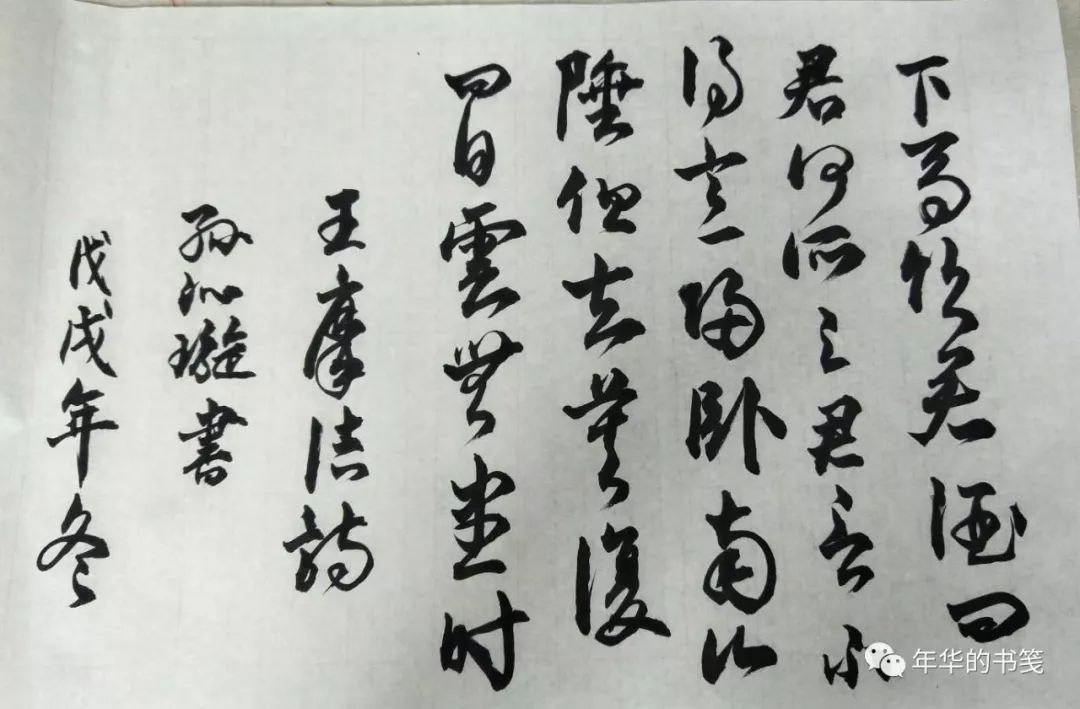 下馬飲君酒問
君何所之君言不
得意歸臥南山
陲但去莫復
問白雲無盡时
王摩詰詩
孫沁璇書
戊戌年冬
年华的书笺